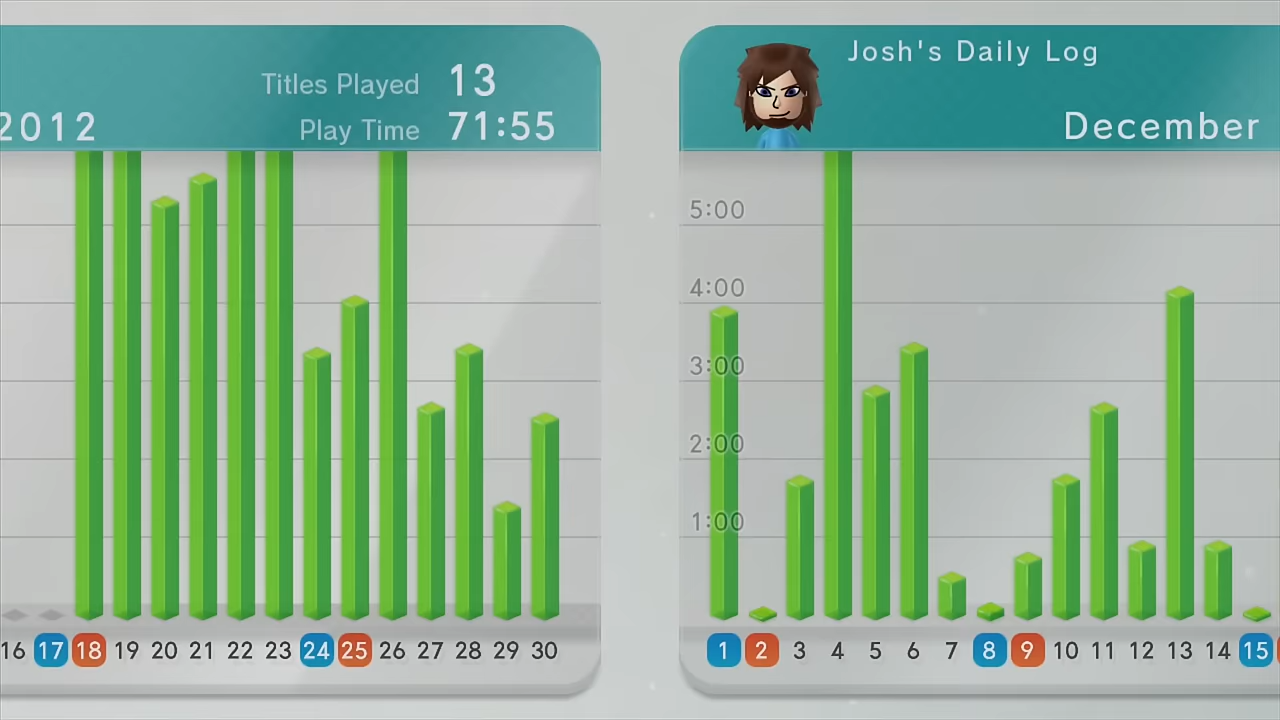 Titles Played 13
2012 Play Time 71:55
16 17 18 19 20 21 22 23 24 25 26 27 28 29 30
Josh's Daily Log
December
5:00
4:00
3:00
2:00
1:00
1 2 3 4 5 6 7 8 9 10 11 12 13 14 15